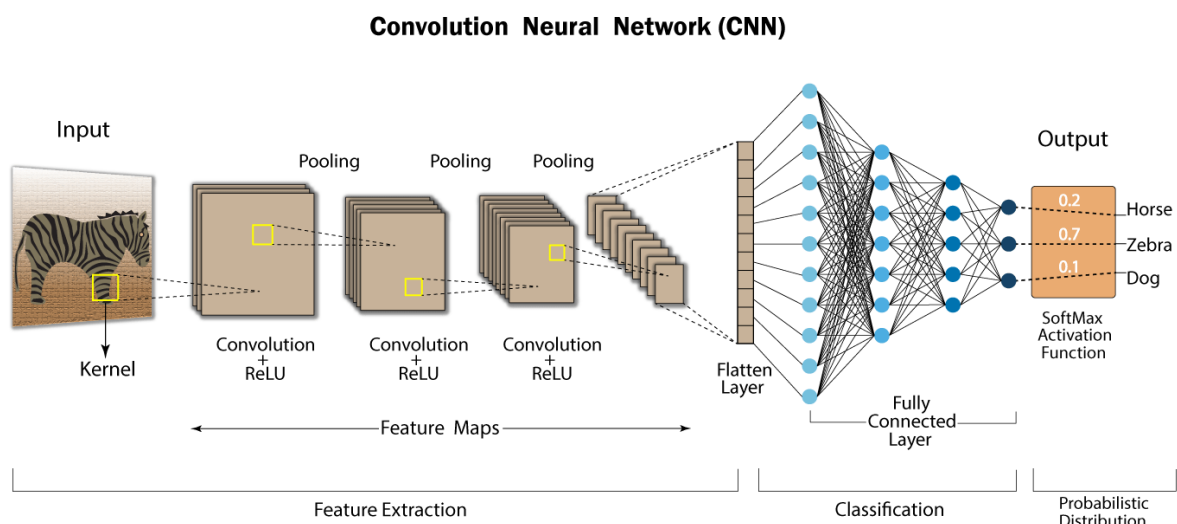 Convolution Neural Network (CNN)
Input
Output
Pooling
Pooling
Pooling
0.2
Horse
0.7
Zebra
0.1
Dog
Kernel
Convolution
+
ReLU
Convolution
+
ReLU
Convolution
+
ReLU
Flatten
Layer
SoftMax
Activation
Function
Feature Maps
Fully
Connected
Layer
Feature Extraction
Classification
Probabilistic
Distribution